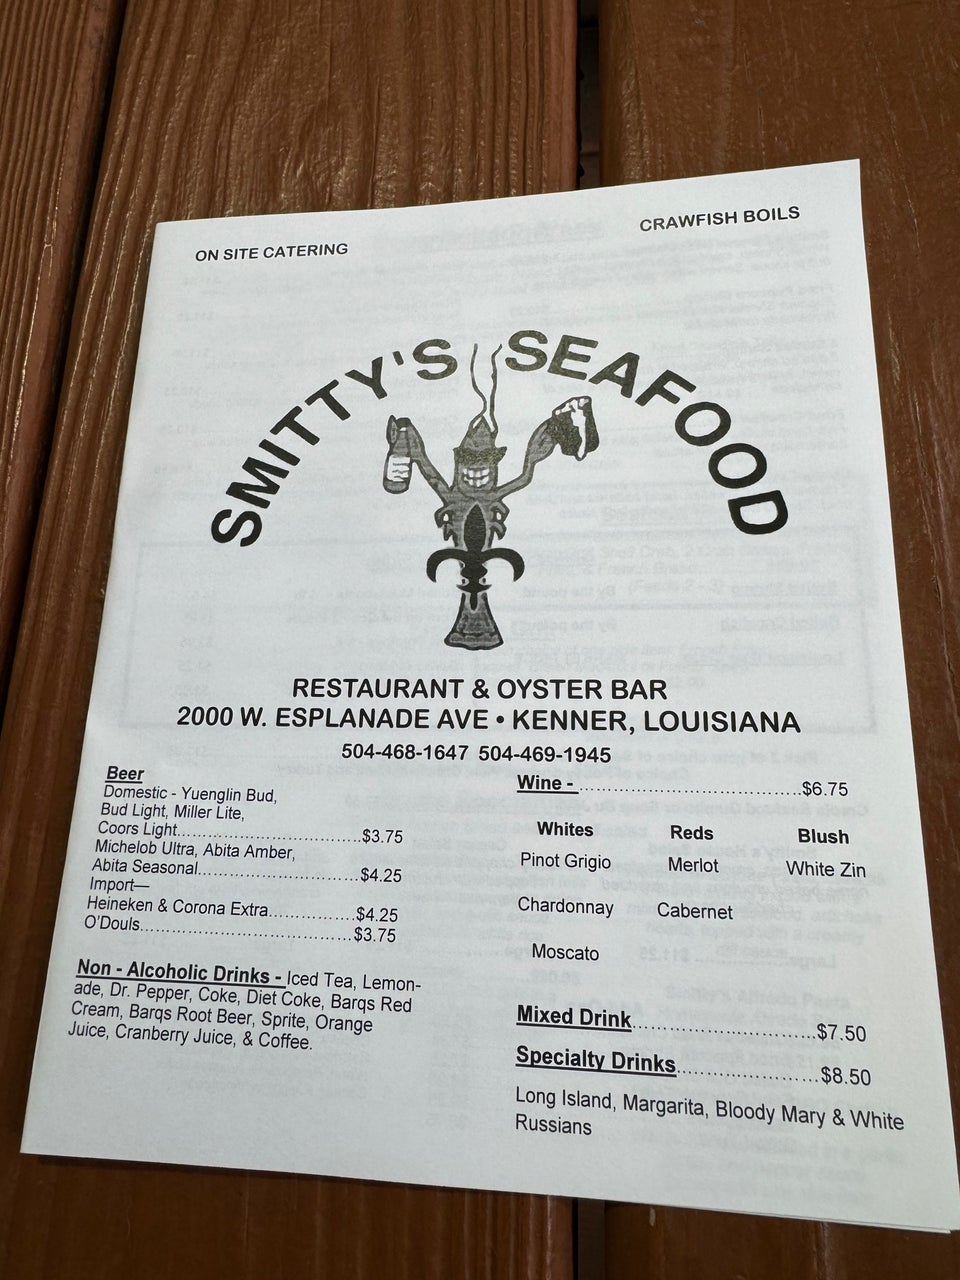 ON SITE CATERING
CRAWFISH BOILS
SMITTY'S SEAFOOD
RESTAURANT & OYSTER BAR
2000 W. ESPLANADE AVE • KENNER, LOUISIANA
504-468-1647 504-469-1945
Beer
Domestic - Yuenglin Bud,
Bud Light, Miller Lite,
Coors Light..............................$3.75
Michelob Ultra, Abita Amber,
Abita Seasonal..........................$4.25
Import—
Heineken & Corona Extra..............$4.25
O'Douls...................................$3.75
Non - Alcoholic Drinks - Iced Tea, Lemon-
ade, Dr. Pepper, Coke, Diet Coke, Barqs Red
Cream, Barqs Root Beer, Sprite, Orange
Juice, Cranberry Juice, & Coffee.
Wine - .....................................$6.75
Whites Reds Blush
Pinot Grigio Merlot White Zin
Chardonnay Cabernet
Moscato
Mixed Drink..............................$7.50
Specialty Drinks.......................$8.50
Long Island, Margarita, Bloody Mary & White
Russians